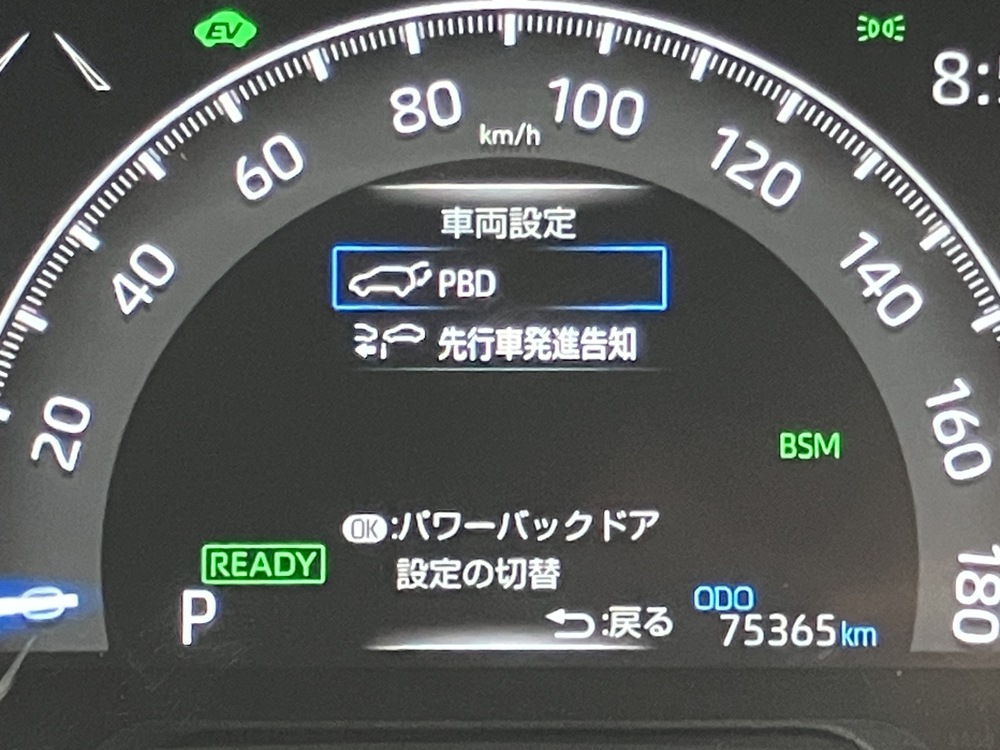 EV
8:
80
100
km/h
60
120
車両設定
40
PBD
140
先行車発進告知
20
160
BSM
OK:パワーバックドア
READY
設定の切替
180
P
:戻る
ODO
75365km